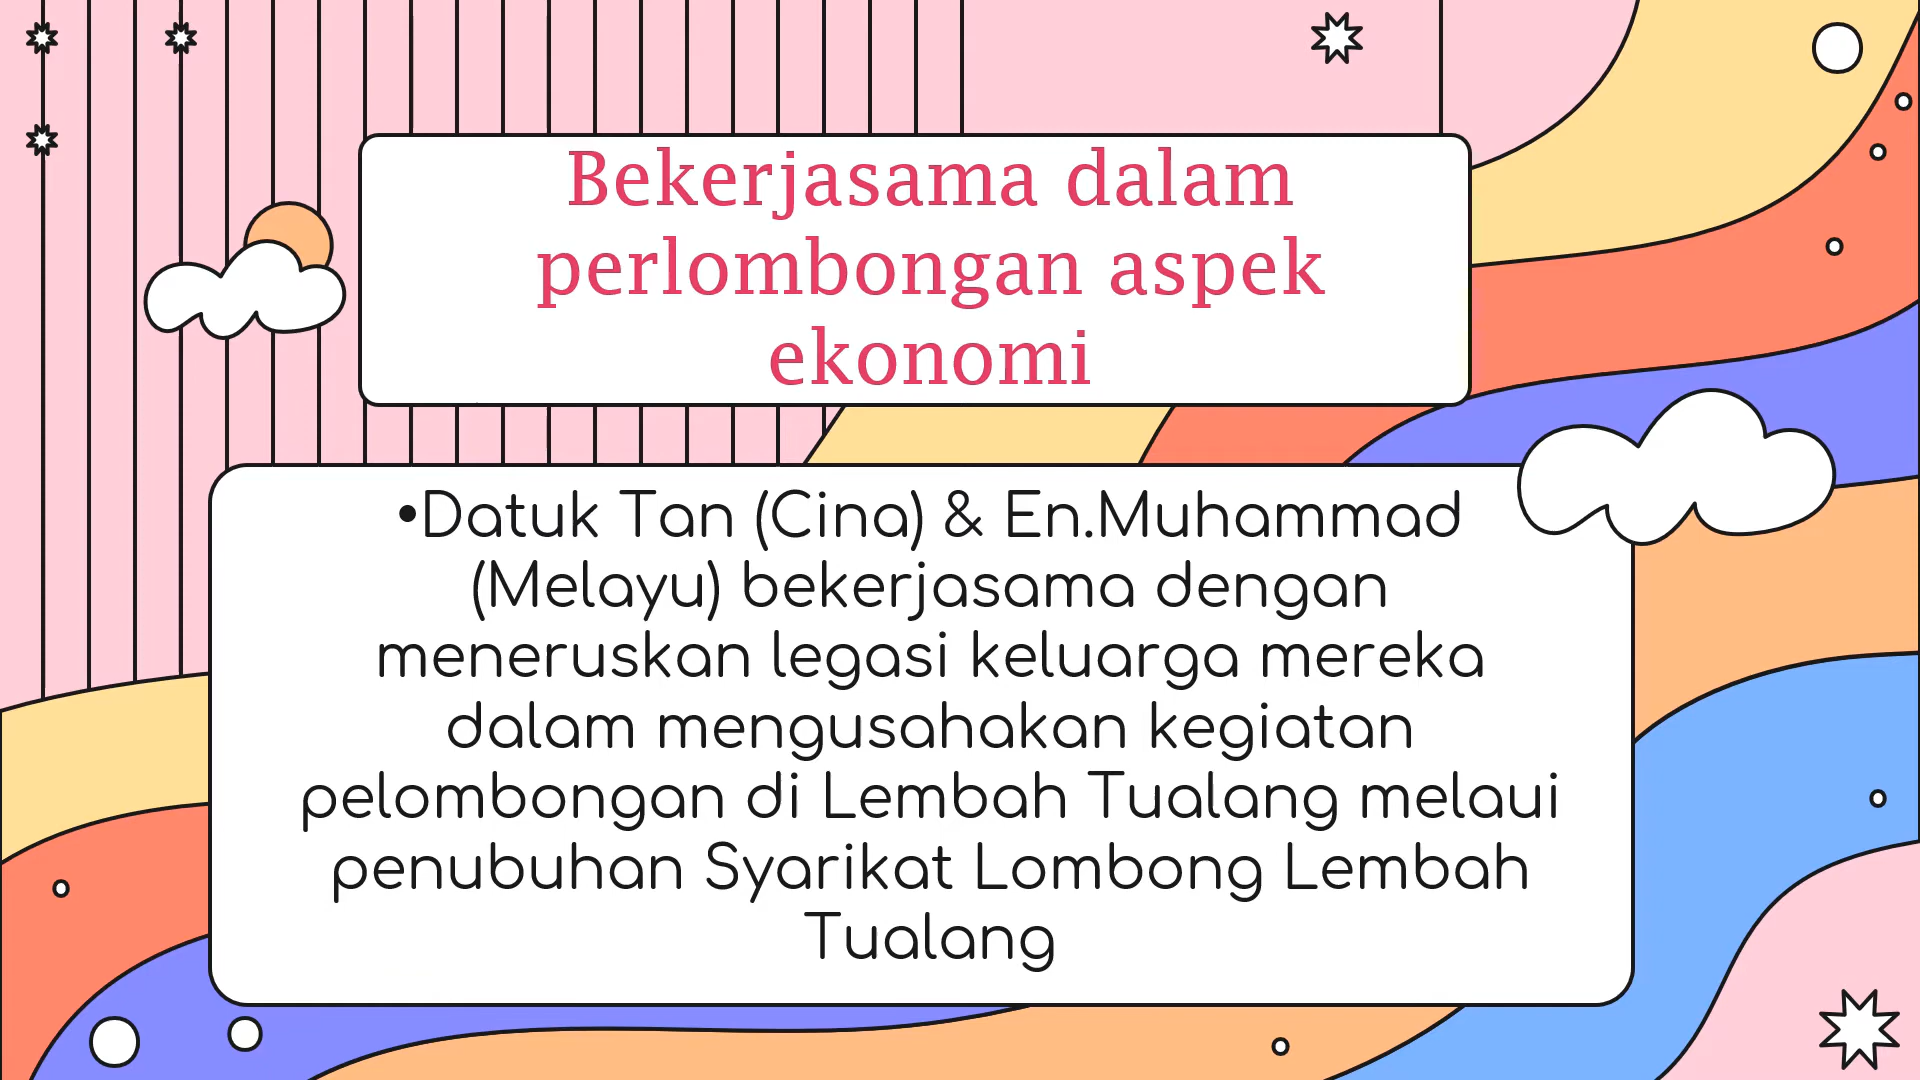 Bekerjasama dalam
perlombongan aspek
ekonomi
•Datuk Tan (Cina) & En.Muhammad
(Melayu) bekerjasama dengan
meneruskan legasi keluarga mereka
dalam mengusahakan kegiatan
pelombongan di Lembah Tualang melaui
penubuhan Syarikat Lombong Lembah
Tualang